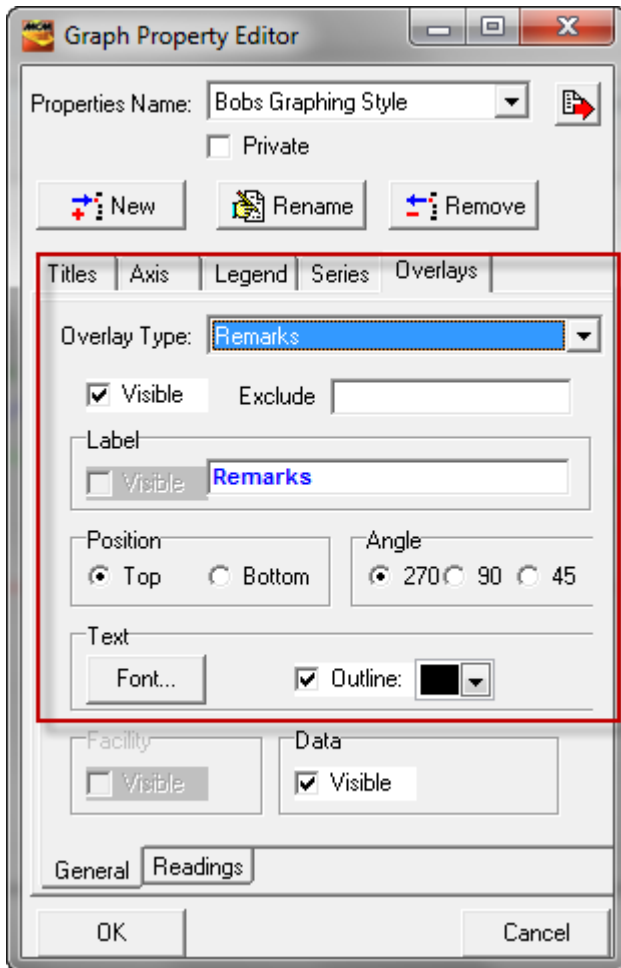 MCM Graph Property Editor
Properties Name: Bobs Graphing Style
Private
New Rename Remove
Titles Axis Legend Series Overlays
Overlay Type: Remarks
Visible Exclude
Label
Visible Remarks
Position Angle
Top Bottom 270 90 45
Text
Font... Outline:
Facility Data
Visible Visible
General Readings
OK Cancel